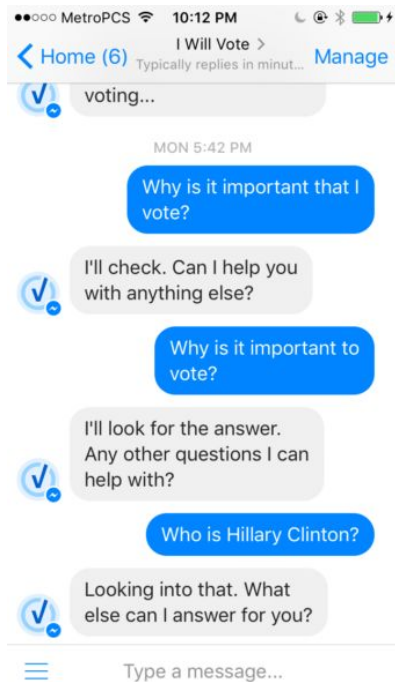 MetroPCS 10:12 PM
I Will Vote >
Home (6) Typically replies in minut... Manage
voting...
MON 5:42 PM
Why is it important that I
vote?
I'll check. Can I help you
with anything else?
Why is it important to
vote?
I'll look for the answer.
Any other questions I can
help with?
Who is Hillary Clinton?
Looking into that. What
else can I answer for you?
Type a message...